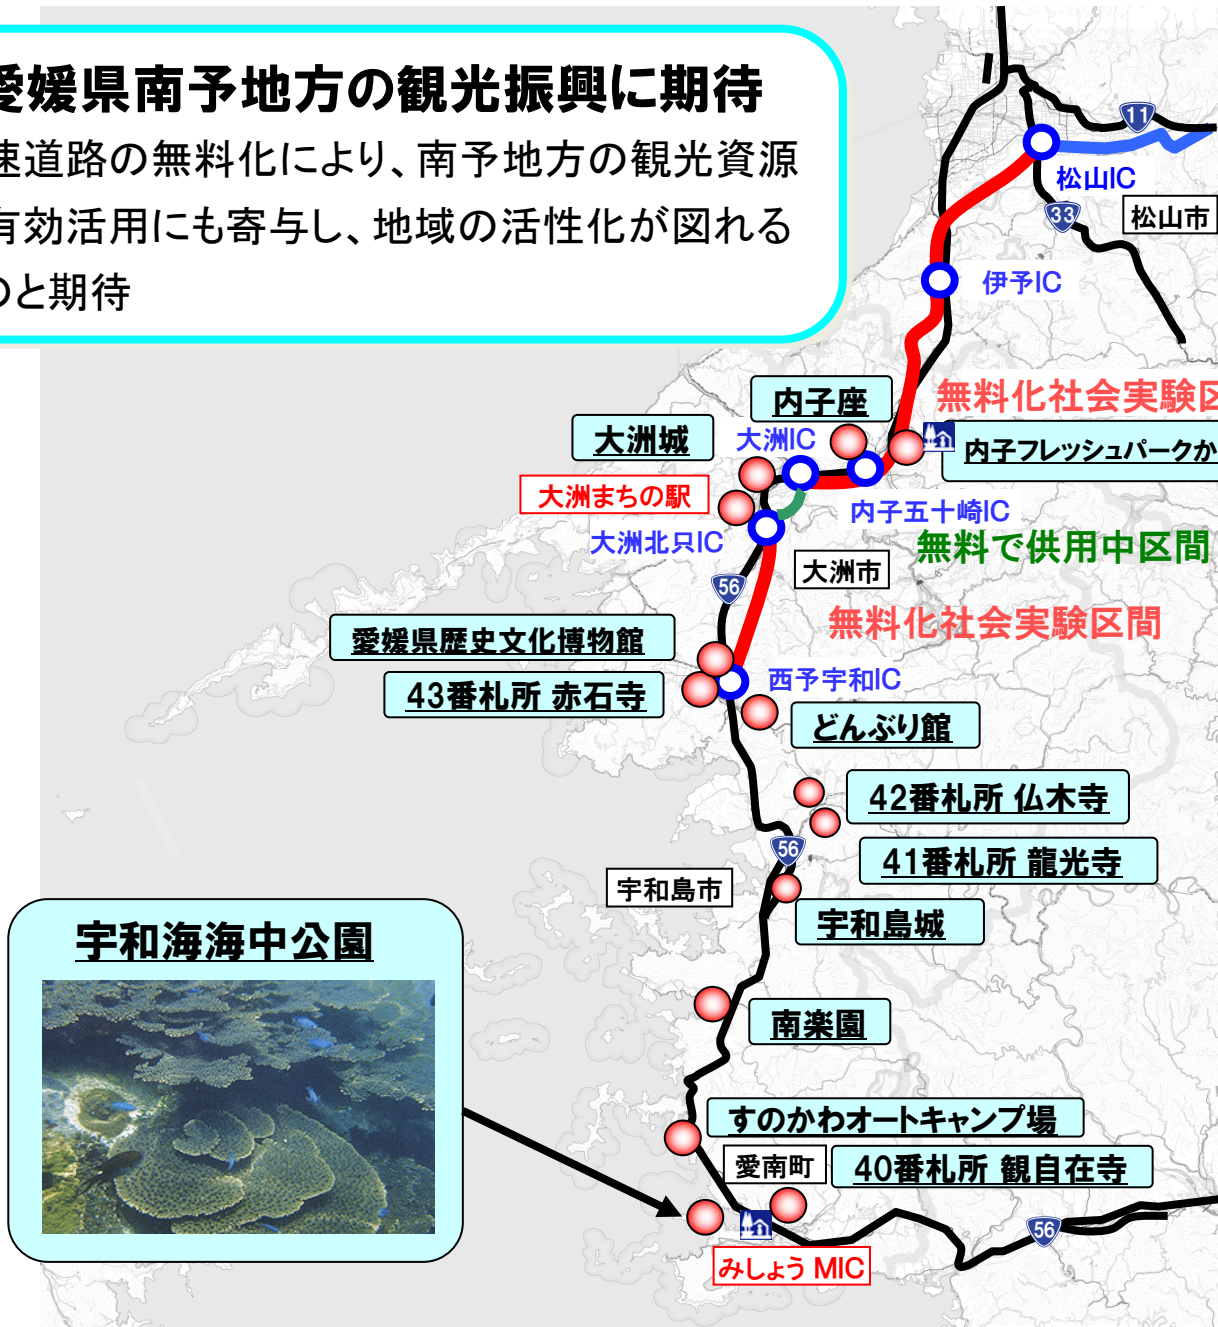 愛媛県南予地方の観光振興に期待
速道路の無料化により、南予地方の観光資源
有効活用にも寄与し、地域の活性化が図れる
のと期待
11
松山IC
33
松山市
伊予IC
無料化社会実験区
内子座
大洲城
大洲IC
内子フレッシュパークか
大洲まちの駅
内子五十崎IC
大洲北只IC
無料で供用中区間
大洲市
56
無料化社会実験区間
愛媛県歴史文化博物館
西予宇和IC
43番札所 赤石寺
どんぶり館
42番札所 仏木寺
56
41番札所 龍光寺
宇和島市
宇和島城
宇和海海中公園
南楽園
すのかわオートキャンプ場
愛南町
40番札所 観自在寺
56
みしょう MIC